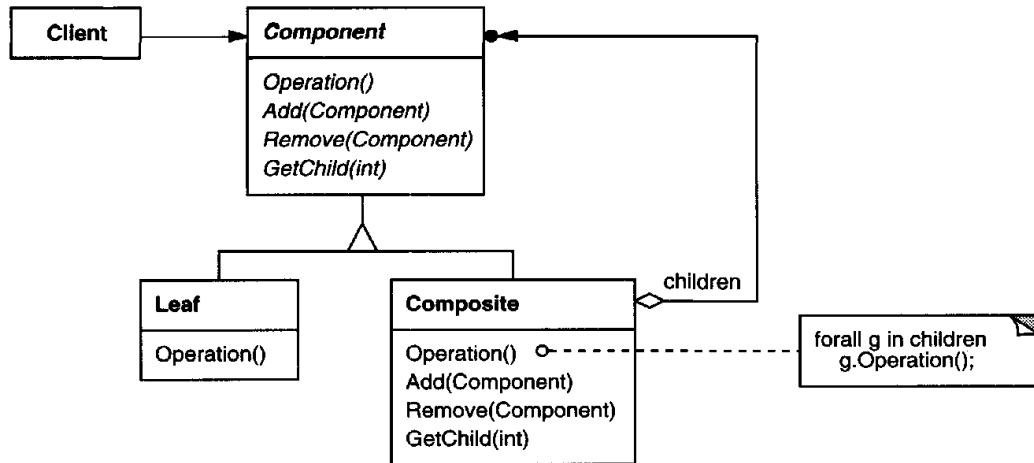 Client
Component
Operation()
Add(Component)
Remove(Component)
GetChild(int)
children
Leaf
Operation()
Composite
Operation()
Add(Component)
Remove(Component)
GetChild(int)
forall g in children
g.Operation();